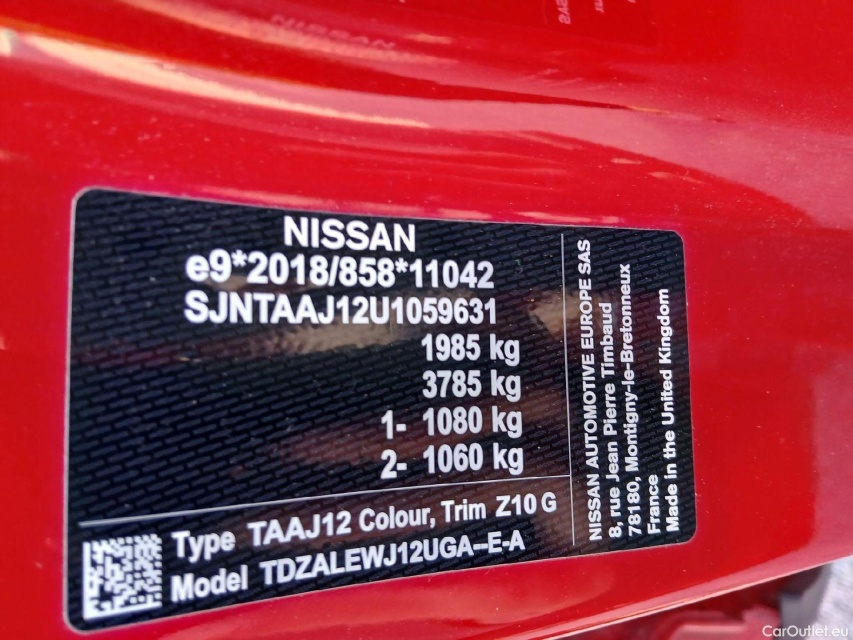 NISSAN
e9*2018/858*11042
SJNTAAJ12U1059631
1985 kg
3785 kg
1- 1080 kg
2- 1060 kg
Type TAAJ12 Colour, Trim Z10 G
Model TDZALEWJ12UGA--E-A
NISSAN AUTOMOTIVE EUROPE SAS
8, rue Jean Pierre Timbaud
78180, Montigny-le-Bretonneux
France
Made in the United Kingdom
CarOutlet.eu